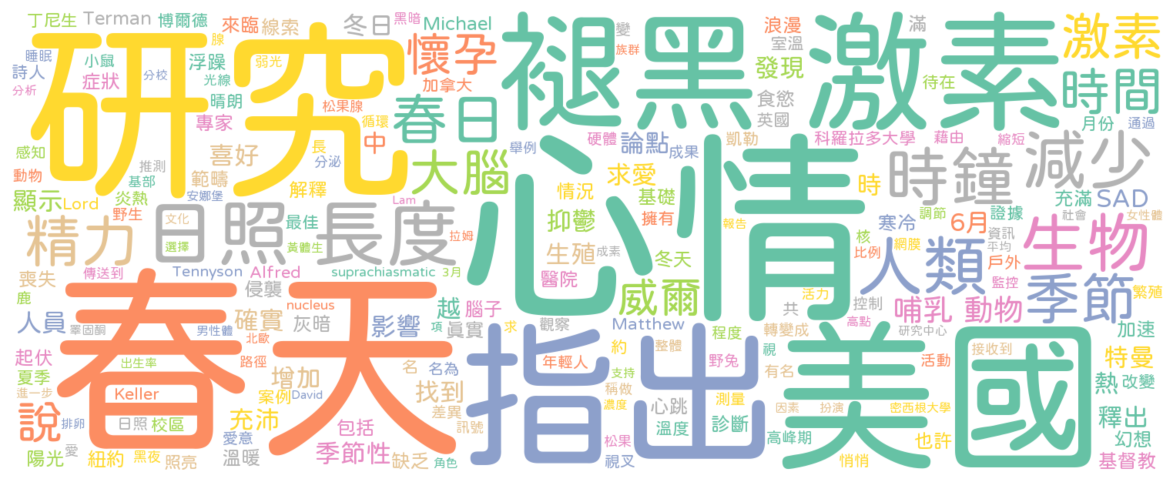 丁尼生 Terman 博爾德 來臨 線索 冬日 黑暗 Michael
研究 褪黑 激素 心情 春天 指出 美國
睡眠 小鼠 腺 懷孕 變 浪漫 滿 激素
詩人 症狀 浮躁 光線 弱光 加拿大 族群 室溫 發現 待在 時間
分析 分校 晴朗 松果腺 春日 食慾 英國 月份 通過
專家 循環 中 舉例 硬體 論點 成果 凱勒 科羅拉多大學 藉由 縮短
感知 推測 喜好 長 分泌 大腦 求愛 時 時鐘 減少
動物 基部 範疇 解釋 情況 基礎
顯示 炎熱 安娜堡 Lam 抑鬱 擁有 人類 調節 證據 充滿 SAD
Lord 野生 文化 日照 長度 最佳 報告 寒冷 6月 社會 女性體
精力 選擇 黃體生 拉姆 生殖 成素 核 網膜 資訊 生物
喪失 傳送到 Tennyson Alfred suprachiasmatic 3月 醫院 冬天 比例 平均 戶外 監控 繁殖
鹿 侵襲 nucleus 越 腦子 威爾 活力 哺乳 動物 季節
人員 睪固酮 男性體 確實 灰暗 影響 項 真實 求 觀察 Matthew 共 控制 高點 研究中心
起伏 北歐 程度 轉變成 加速
出生率 路徑 名 年輕人 約 整體 野兔 視 有名 活動 接收到 特曼
夏季 進一步 Keller 增加 名為 找到 支持 稱做 測量 因素 扮演 密西根大學 熱 改變
說 排卵 案例 David 差異 濃度 心跳 釋出
日照 校區 愛意 充沛 包括 訊號 溫度 診斷 高峰期 也許 幻想
陽光 愛 紐約 黑夜 照亮 溫暖 季節性 缺乏 角色 松果 視叉 悄悄 基督教